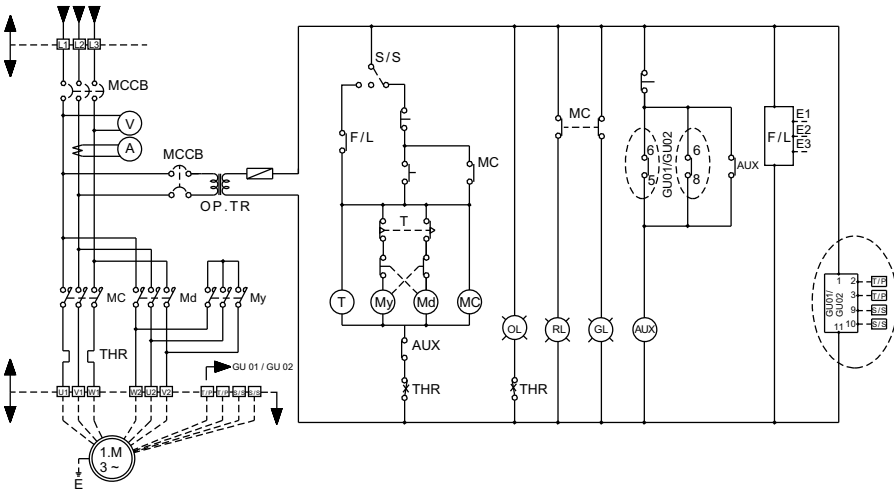 L1 L2 L3
MCCB
V
A
MCCB
OP.TR
MC
Md
My
THR
GU 01 / GU 02
U1 V1 W1 W2 U2 V2 T/P T/P S/S S/S
1.M
3 ~
E
S/S
F/L
MC
T
T
My
Md
MC
AUX
THR
OL
THR
MC
RL
GL
6
5
GU01/GU02
6
8
AUX
AUX
F/L
E1
E2
E3
GU01/
GU02
1
2
T/P
3
T/P
9
S/S
11
10
S/S